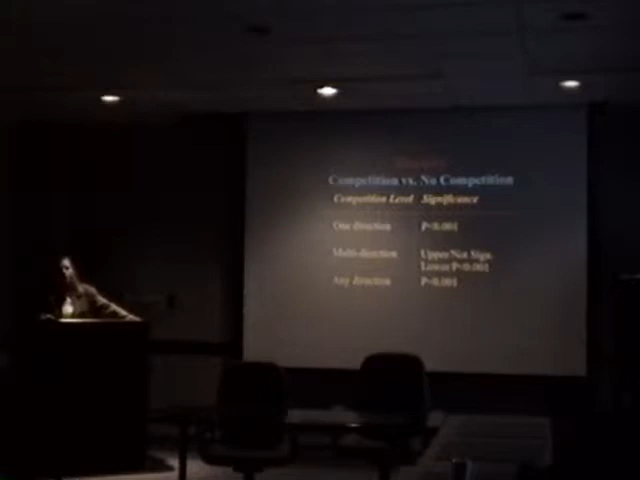 Competition vs. No Competition
Competition Level Significance
One direction P<0.001
Multi-direction Upper/Not Sign.
Lower/P<0.001
Any direction P<0.001